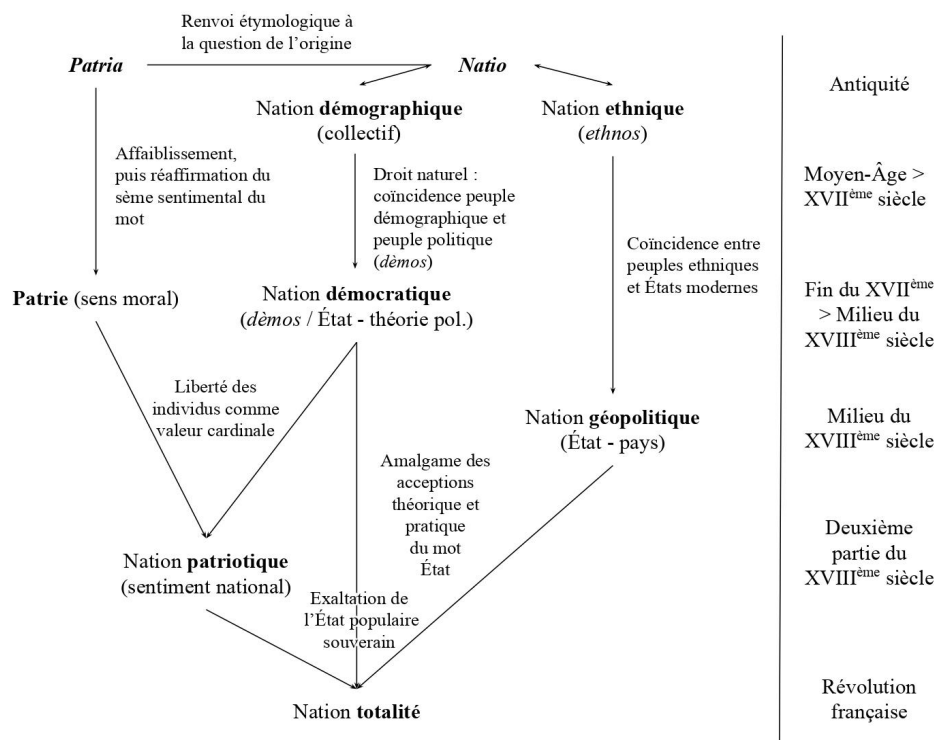 Renvoi étymologique à
la question de l’origine
Patria
Natio
Antiquité
Nation démographique
(collectif)
Nation ethnique
(ethnos)
Affaiblissement,
puis réaffirmation du
sème sentimental du
mot
Droit naturel :
coïncidence peuple
démographique et
peuple politique
(dèmos)
Moyen-Âge >
XVIIème siècle
Coïncidence entre
peuples ethniques
et États modernes
Patrie (sens moral)
Nation démocratique
(dèmos / État - théorie pol.)
Fin du XVIIème
> Milieu du
XVIIIème siècle
Liberté des
individus comme
valeur cardinale
Nation géopolitique
(État - pays)
Milieu du
XVIIIème siècle
Amalgame des
acceptions
théorique et
pratique
du mot
État
Nation patriotique
(sentiment national)
Deuxième
partie du
XVIIIème siècle
Exaltation de
l’État populaire
souverain
Nation totalité
Révolution
française